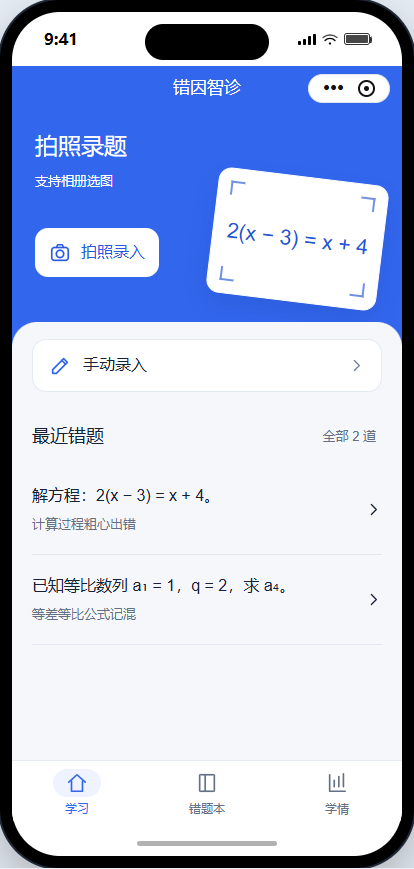 9:41
错因智诊
拍照录题
支持相册选图
2(x − 3) = x + 4
拍照录入
手动录入
最近错题
全部 2 道
解方程：2(x − 3) = x + 4。
计算过程粗心出错
已知等比数列 a₁ = 1，q = 2，求 a₄。
等差等比公式记混
学习
错题本
学情